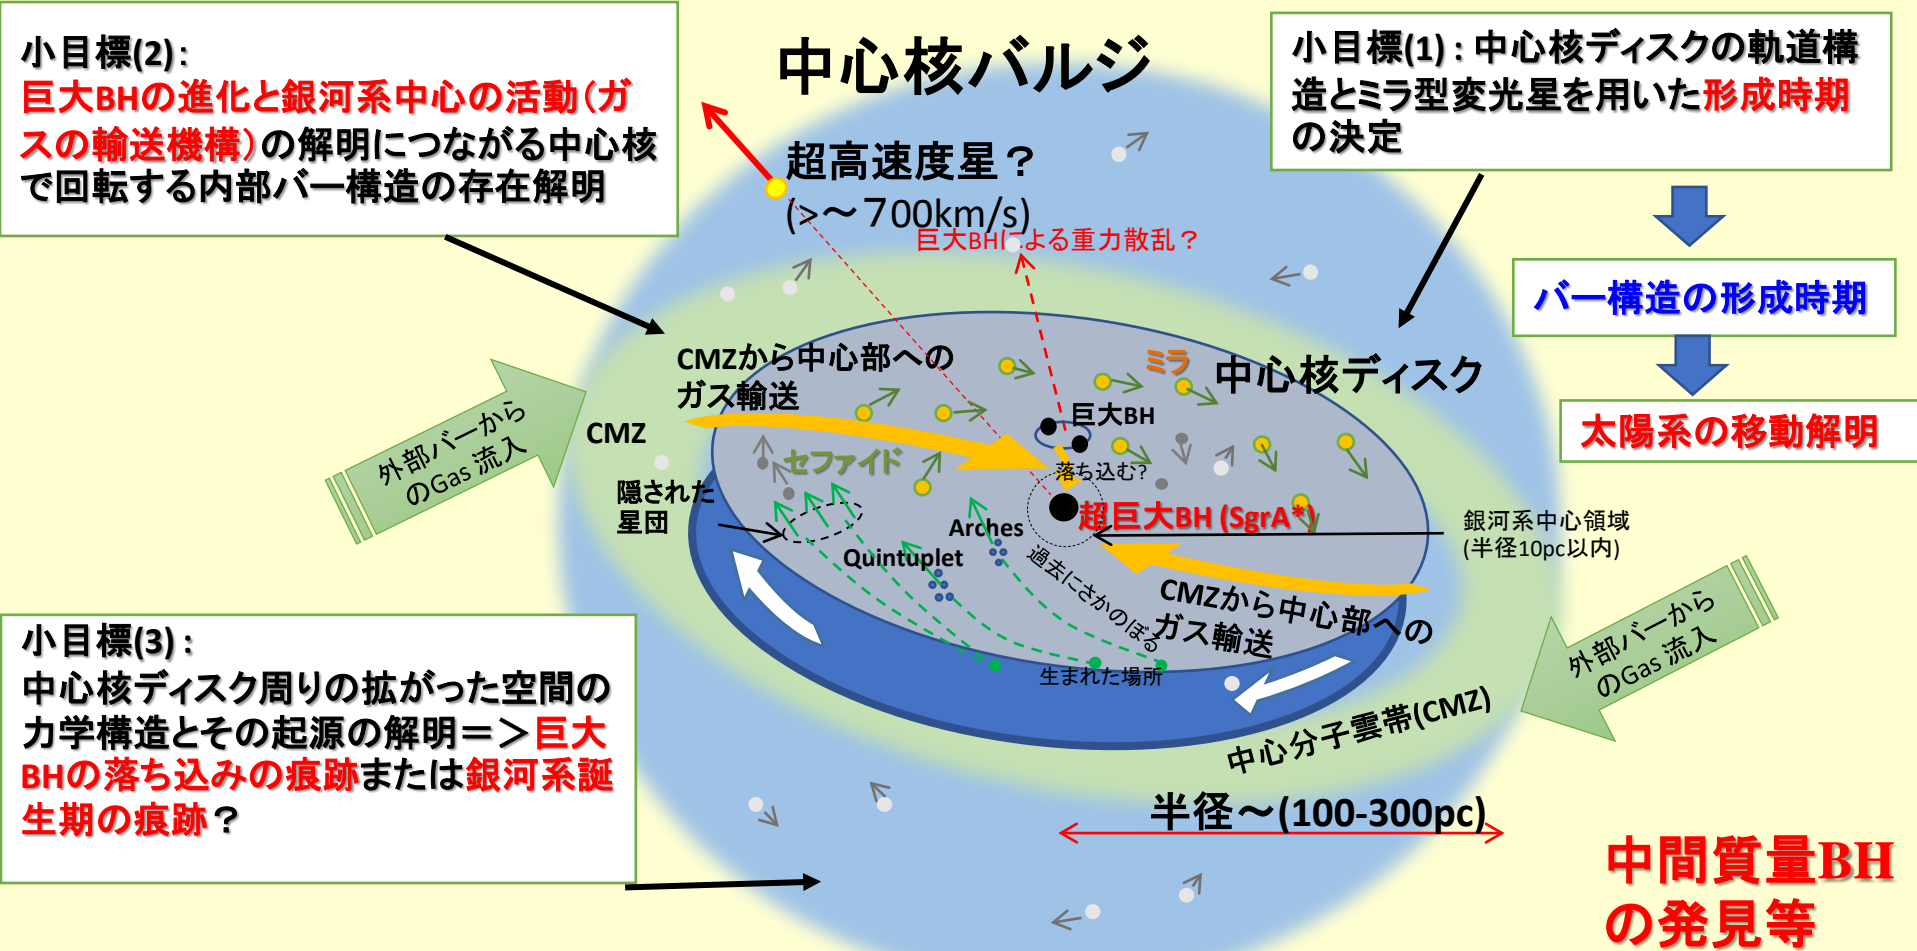 小目標(2):
巨大BHの進化と銀河系中心の活動(ガ
スの輸送機構)の解明につながる中心核
で回転する内部バー構造の存在解明
中心核バルジ
小目標(1) : 中心核ディスクの軌道構
造とミラ型変光星を用いた形成時期
の決定
超高速度星？
(>～７00km/s)
巨大BHによる重力散乱？
バー構造の形成時期
太陽系の移動解明
CMZから中心部への
ガス輸送
ミラ
中心核ディスク
巨大BH
外部バーから
のGas 流入
CMZ
セファイド
落ち込む?
隠された
星団
超巨大BH (SgrA*)
Arches
Quintuplet
銀河系中心領域
(半径10pc以内)
過去にさかのぼる
CMZから中心部への
ガス輸送
生まれた場所
外部バーから
のGas 流入
中心分子雲帯(CMZ)
小目標(3) :
中心核ディスク周りの拡がった空間の
力学構造とその起源の解明＝＞巨大
BHの落ち込みの痕跡または銀河系誕
生期の痕跡？
半径～(100-300pc)
中間質量BH
の発見等